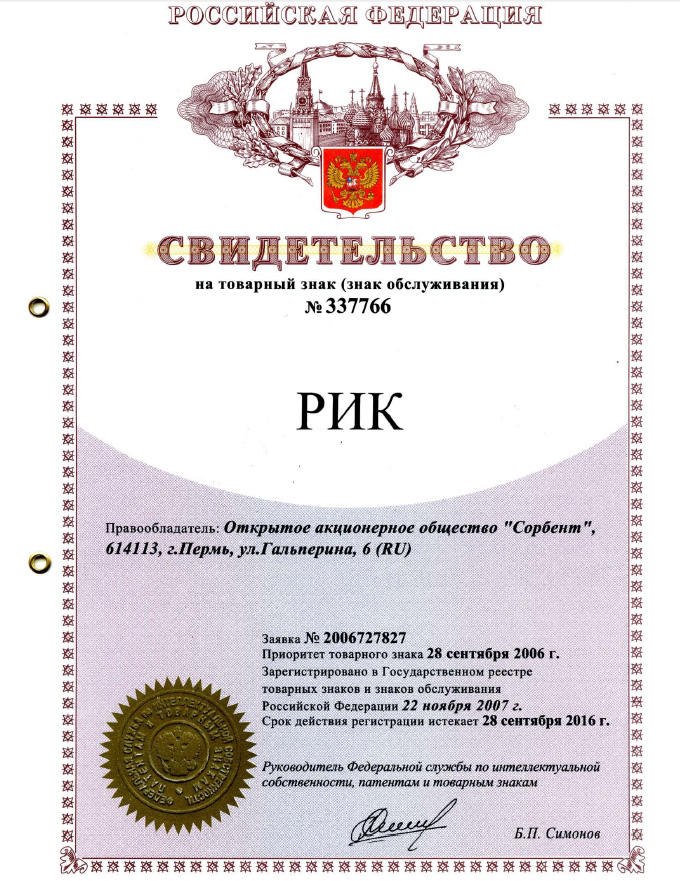 РОССИЙСКАЯ ФЕДЕРАЦИЯ
СВИДЕТЕЛЬСТВО
на товарный знак (знак обслуживания)
№ 337766
РИК
Правообладатель: Открытое акционерное общество "Сорбент",
614113, г.Пермь, ул.Гальперина, 6 (RU)
Заявка № 2006727827
Приоритет товарного знака 28 сентября 2006 г.
Зарегистрировано в Государственном реестре
товарных знаков и знаков обслуживания
Российской Федерации 22 ноября 2007 г.
Срок действия регистрации истекает 28 сентября 2016 г.
Руководитель Федеральной службы по интеллектуальной
собственности, патентам и товарным знакам
Б.П. Симонов